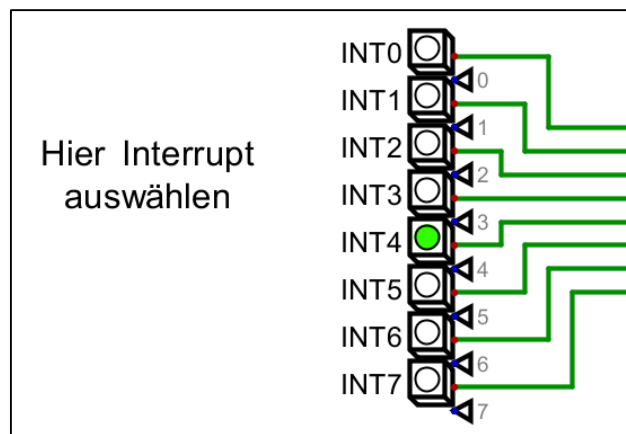 Hier Interrupt
auswählen
INT0
0
INT1
1
INT2
2
INT3
3
INT4
4
INT5
5
INT6
6
INT7
7